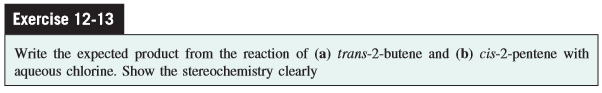 Exercise 12-13
Write the expected product from the reaction of (a) trans-2-butene and (b) cis-2-pentene with
aqueous chlorine. Show the stereochemistry clearly